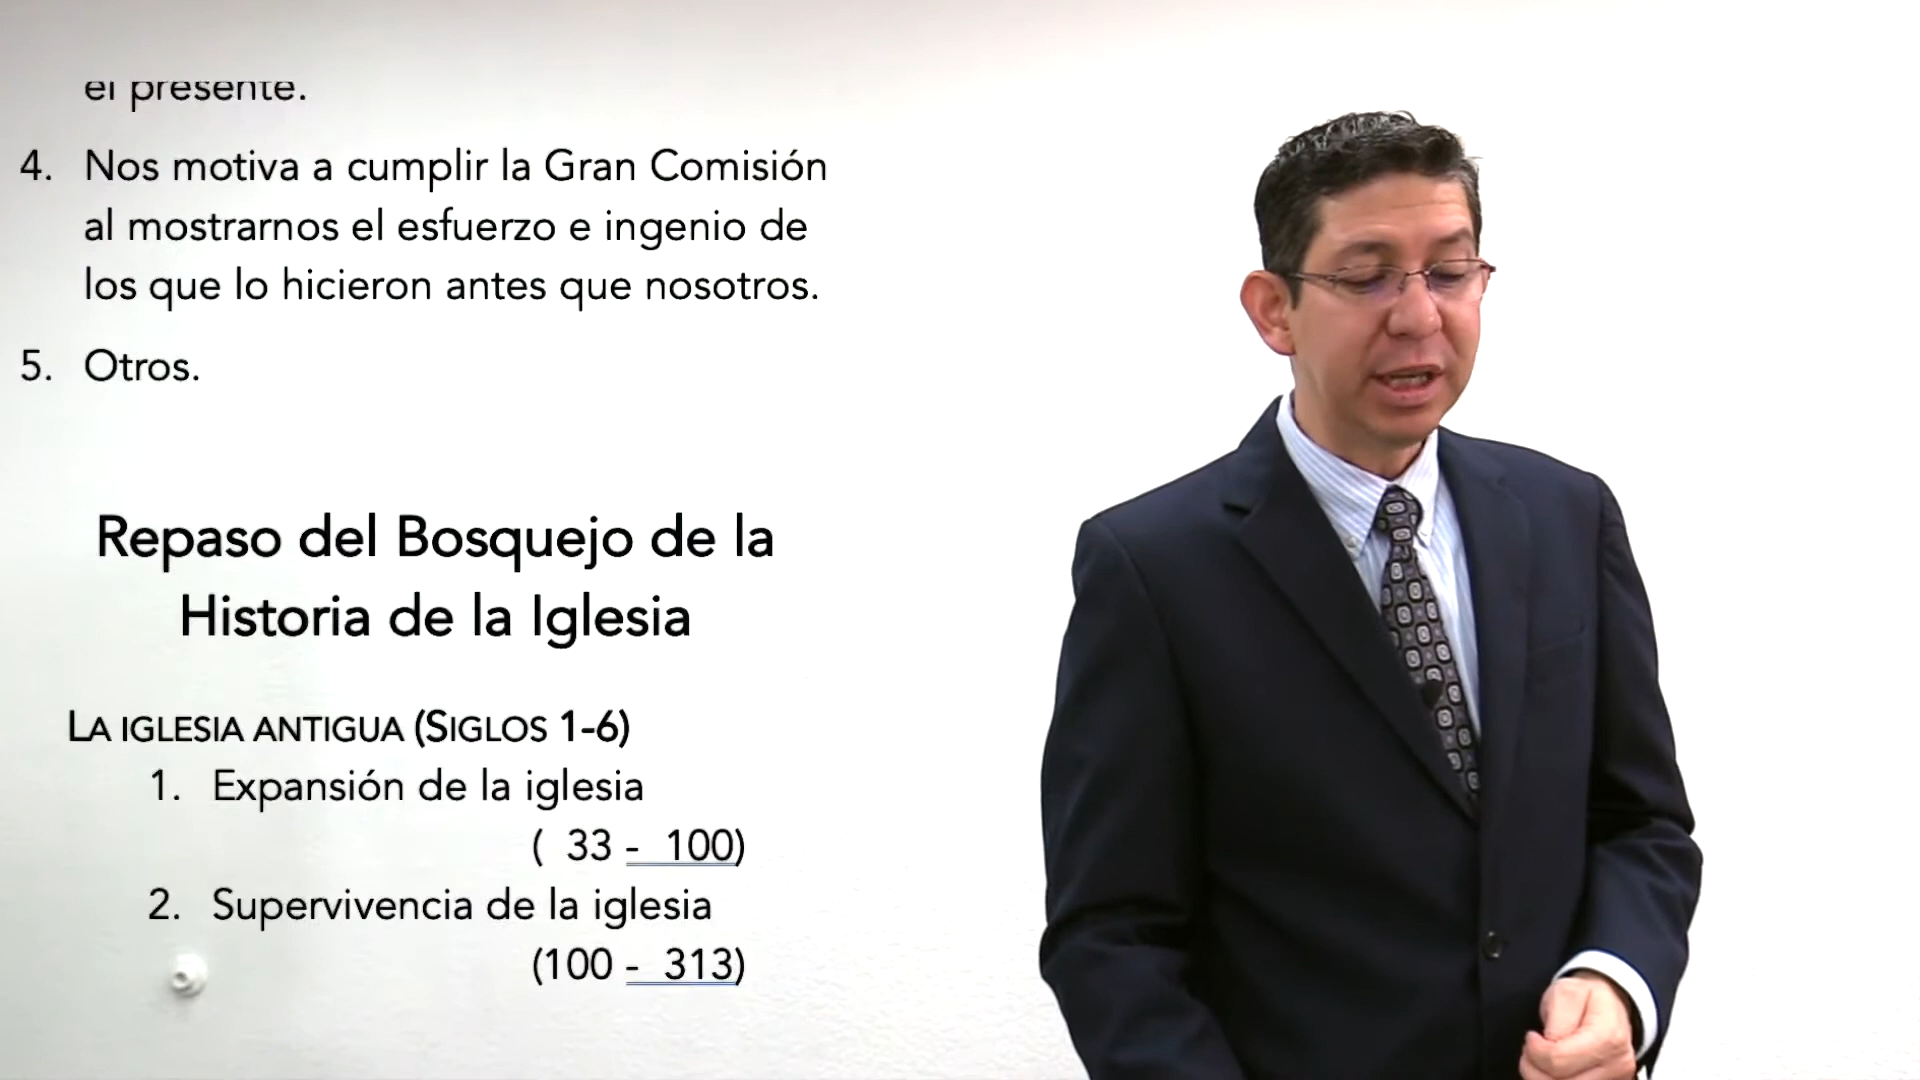 el presente.
4. Nos motiva a cumplir la Gran Comisión
al mostrarnos el esfuerzo e ingenio de
los que lo hicieron antes que nosotros.
5. Otros.
Repaso del Bosquejo de la
Historia de la Iglesia
LA IGLESIA ANTIGUA (SIGLOS 1-6)
1. Expansión de la iglesia
( 33 - 100)
2. Supervivencia de la iglesia
(100 - 313)